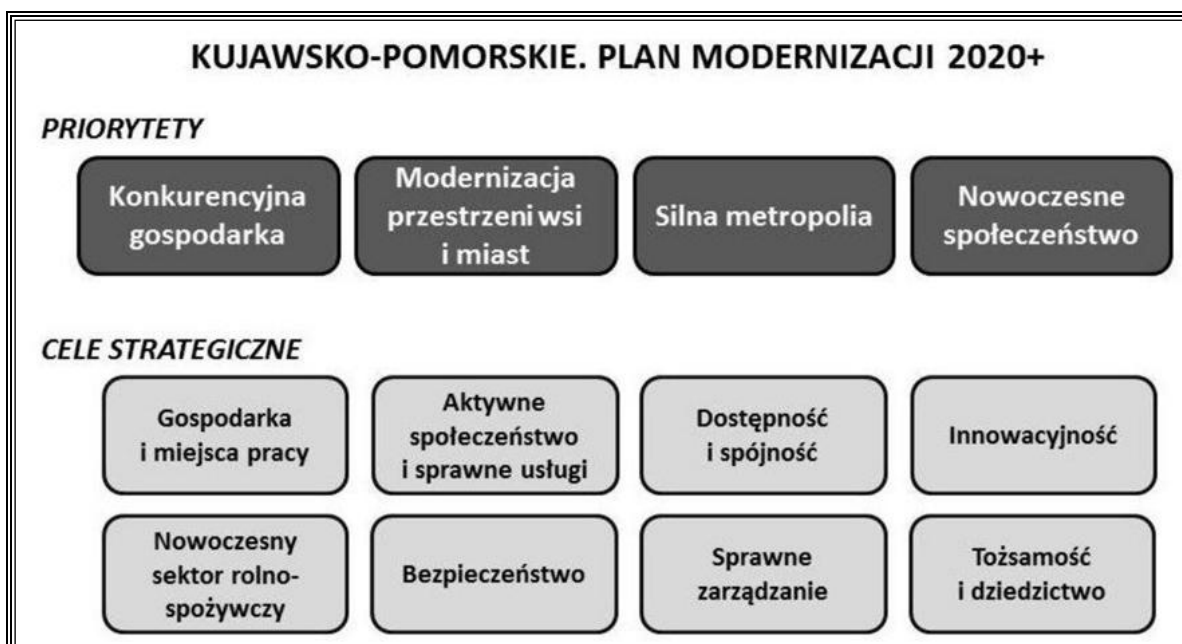 KUJAWSKO-POMORSKIE. PLAN MODERNIZACJI 2020+
PRIORYTETY
Konkurencyjna
gospodarka
Modernizacja
przestrzeni wsi
i miast
Silna metropolia
Nowoczesne
społeczeństwo
CELE STRATEGICZNE
Gospodarka
i miejsca pracy
Aktywne
społeczeństwo
i sprawne usługi
Dostępność
i spójność
Innowacyjność
Nowoczesny
sektor rolno-
spożywczy
Bezpieczeństwo
Sprawne
zarządzanie
Tożsamość
i dziedzictwo